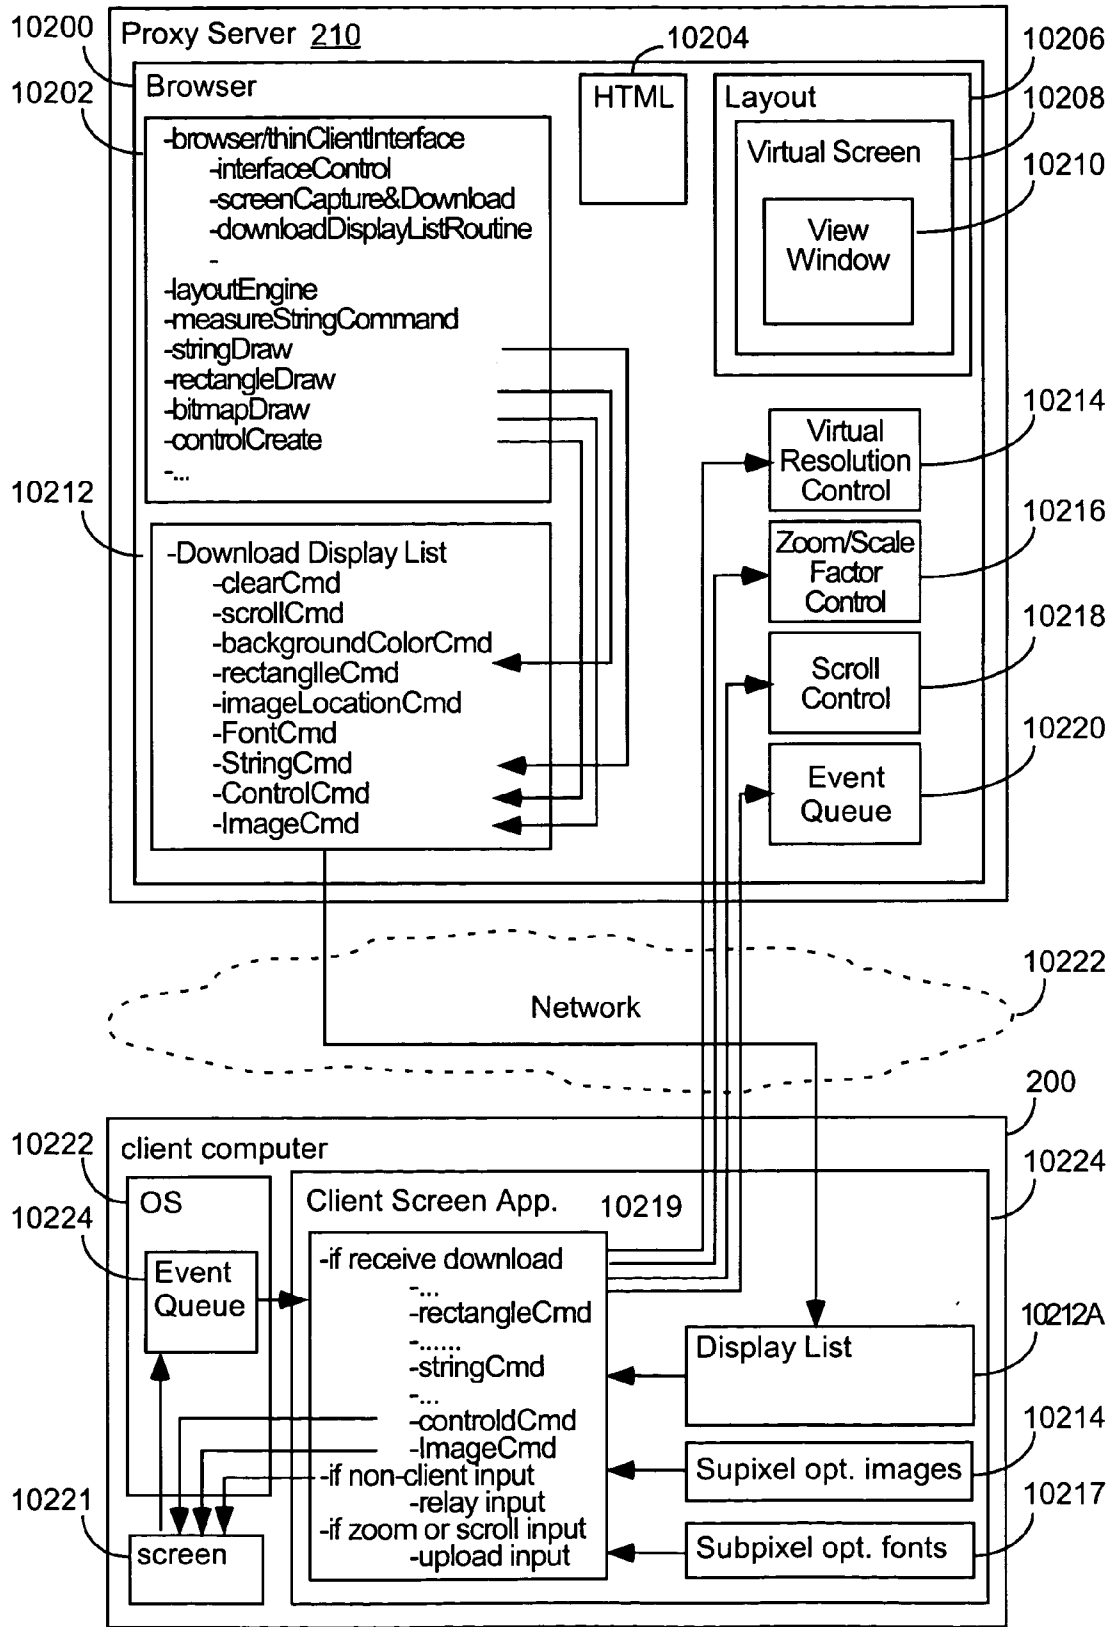 10200
Proxy Server 210
10204
10206
Browser
HTML
Layout
10202
10208
-browser/thinClientInterface
-interfaceControl
-screenCapture&Download
-downloadDisplayListRoutine
-
-layoutEngine
-measureStringCommand
-stringDraw
-rectangleDraw
-bitmapDraw
-controlCreate
-...
Virtual Screen
10210
View
Window
10214
Virtual
Resolution
Control
10212
10216
-Download Display List
-clearCmd
-scrollCmd
-backgroundColorCmd
-rectanglleCmd
-imageLocationCmd
-FontCmd
-StringCmd
-ControlCmd
-ImageCmd
Zoom/Scale
Factor
Control
10218
Scroll
Control
10220
Event
Queue
10222
Network
200
client computer
10222
10224
OS
Client Screen App.
10219
10224
Event
Queue
-if receive download
-...
-rectangleCmd
-......
-stringCmd
-...
-controldCmd
-ImageCmd
-if non-client input
-relay input
-if zoom or scroll input
-upload input
10212A
Display List
10214
Supixel opt. images
10217
Subpixel opt. fonts
10221
screen